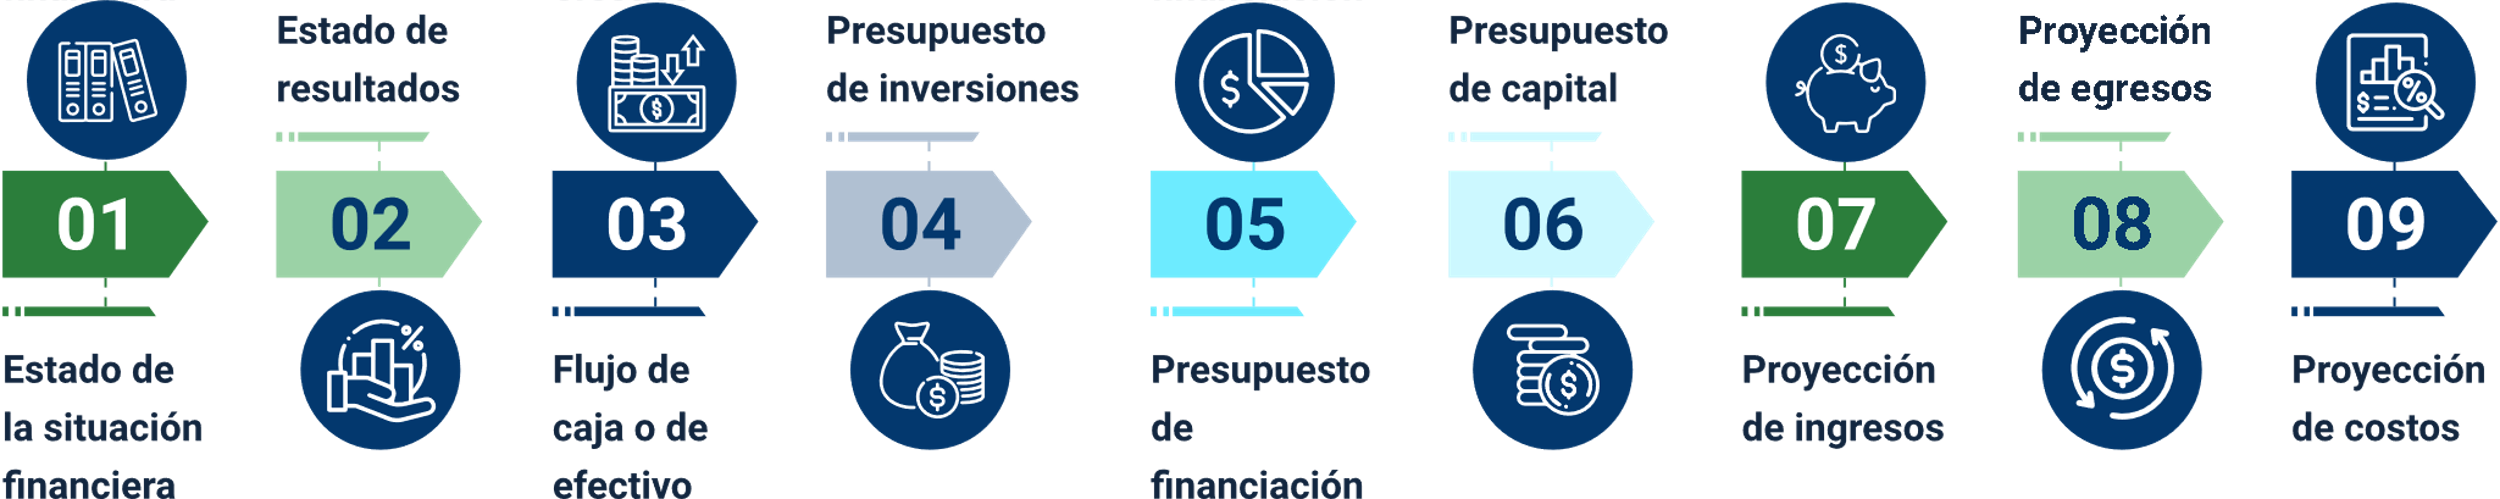 01
Estado de
la situación
financiera
Estado de
resultados
02
03
Flujo de
caja o de
efectivo
Presupuesto
de inversiones
04
05
Presupuesto
de
financiación
Presupuesto
de capital
06
07
Proyección
de ingresos
Proyección
de egresos
08
09
Proyección
de costos